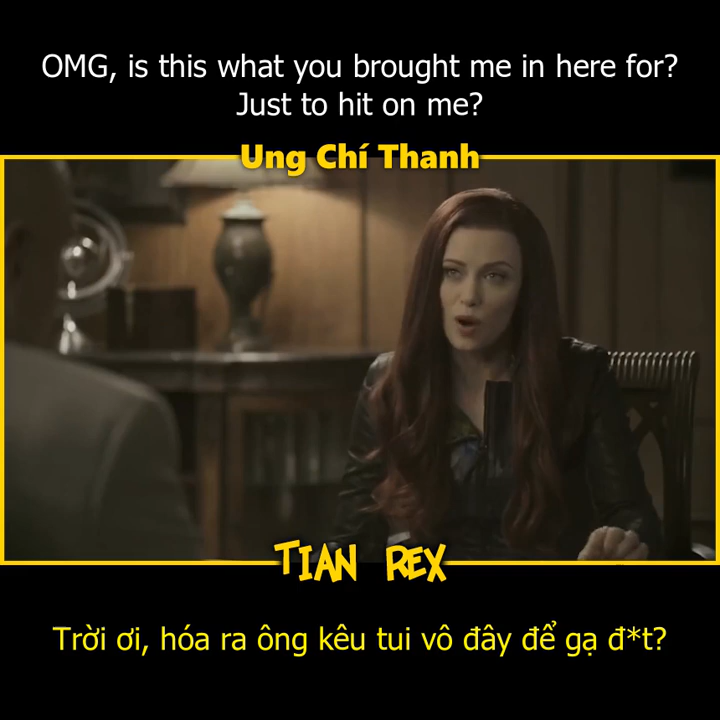 OMG, is this what you brought me in here for?
Just to hit on me?
Ung Chí Thanh
TIAN REX
Trời ơi, hóa ra ông kêu tui vô đây để gạ đ*t?